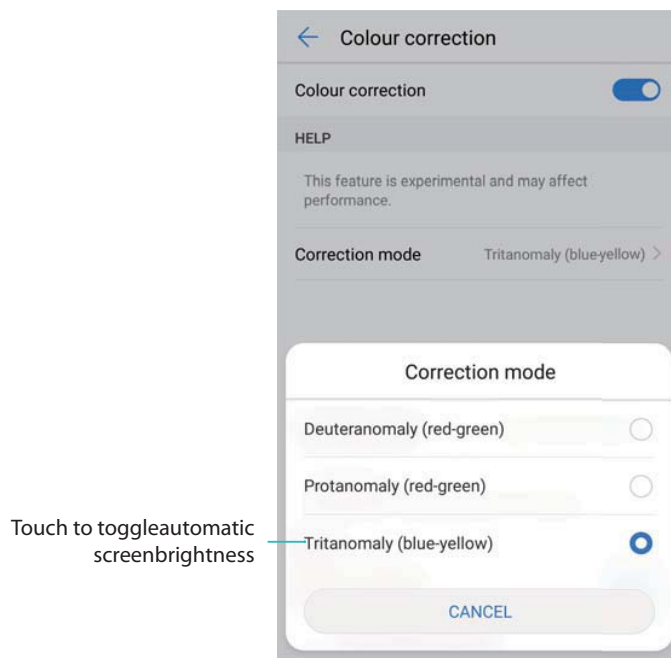 Colour correction
Colour correction
HELP
This feature is experimental and may affect
performance.
Correction mode Tritanomaly (blue-yellow)
Correction mode
Deuteranomaly (red-green)
Protanomaly (red-green)
Touch to toggleautomatic
screenbrightness
Tritanomaly (blue-yellow)
CANCEL